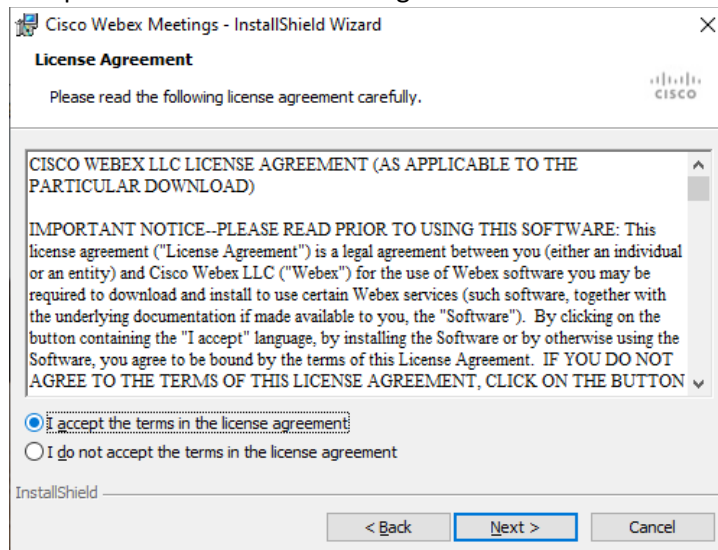 Cisco Webex Meetings - InstallShield Wizard
License Agreement
Please read the following license agreement carefully.
CISCO
CISCO WEBEX LLC LICENSE AGREEMENT (AS APPLICABLE TO THE
PARTICULAR DOWNLOAD)
IMPORTANT NOTICE--PLEASE READ PRIOR TO USING THIS SOFTWARE: This
license agreement ("License Agreement") is a legal agreement between you (either an individual
or an entity) and Cisco Webex LLC ("Webex") for the use of Webex software you may be
required to download and install to use certain Webex services (such software, together with
the underlying documentation if made available to you, the "Software"). By clicking on the
button containing the "I accept" language, by installing the Software or by otherwise using the
Software, you agree to be bound by the terms of this License Agreement. IF YOU DO NOT
AGREE TO THE TERMS OF THIS LICENSE AGREEMENT, CLICK ON THE BUTTON
I accept the terms in the license agreement
I do not accept the terms in the license agreement
InstallShield
< Back Next > Cancel